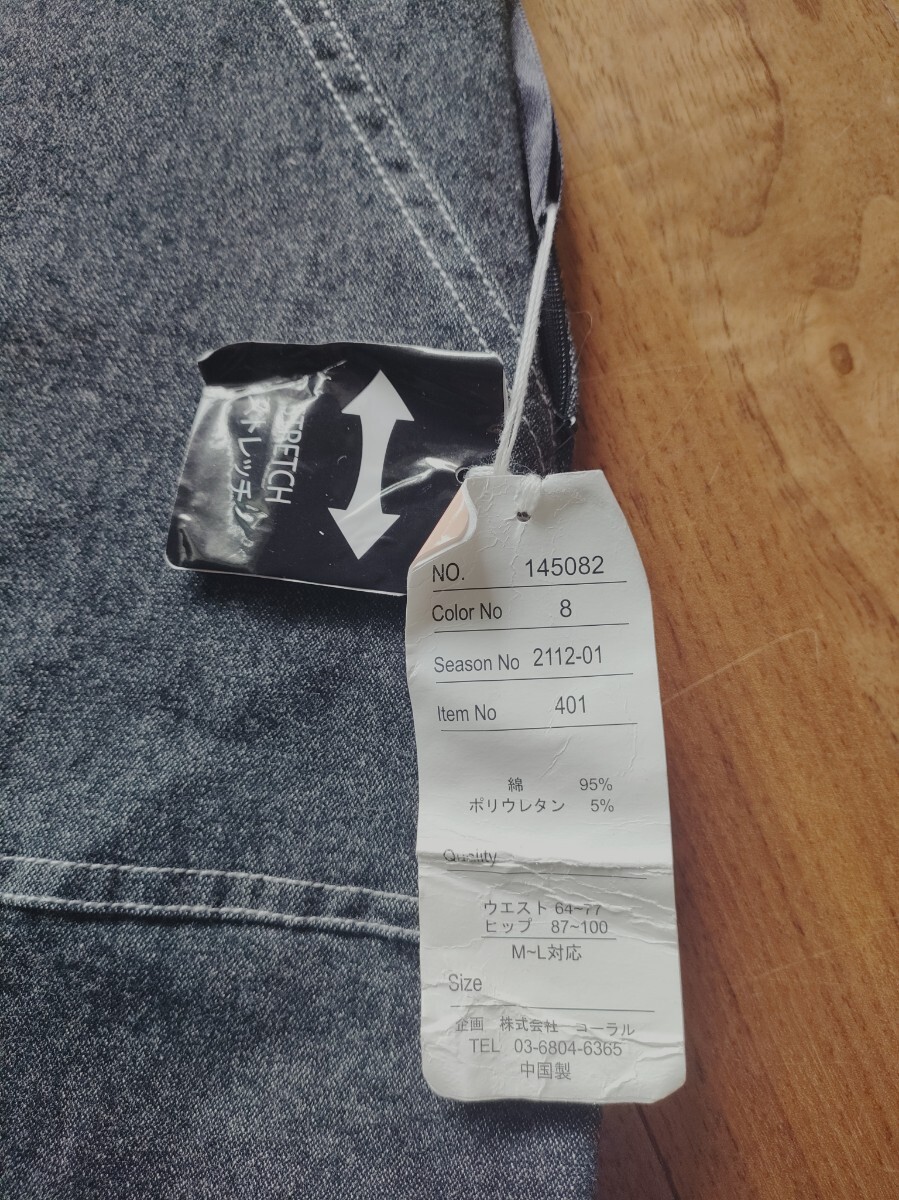 STRETCH
ストレッチ
NO. 145082
Color No 8
Season No 2112-01
Item No 401
綿 95%
ポリウレタン 5%
Quality
ウエスト 64~77
ヒップ 87~100
M~L対応
Size
企画 株式会社 コーラル
TEL 03-6804-6365
中国製